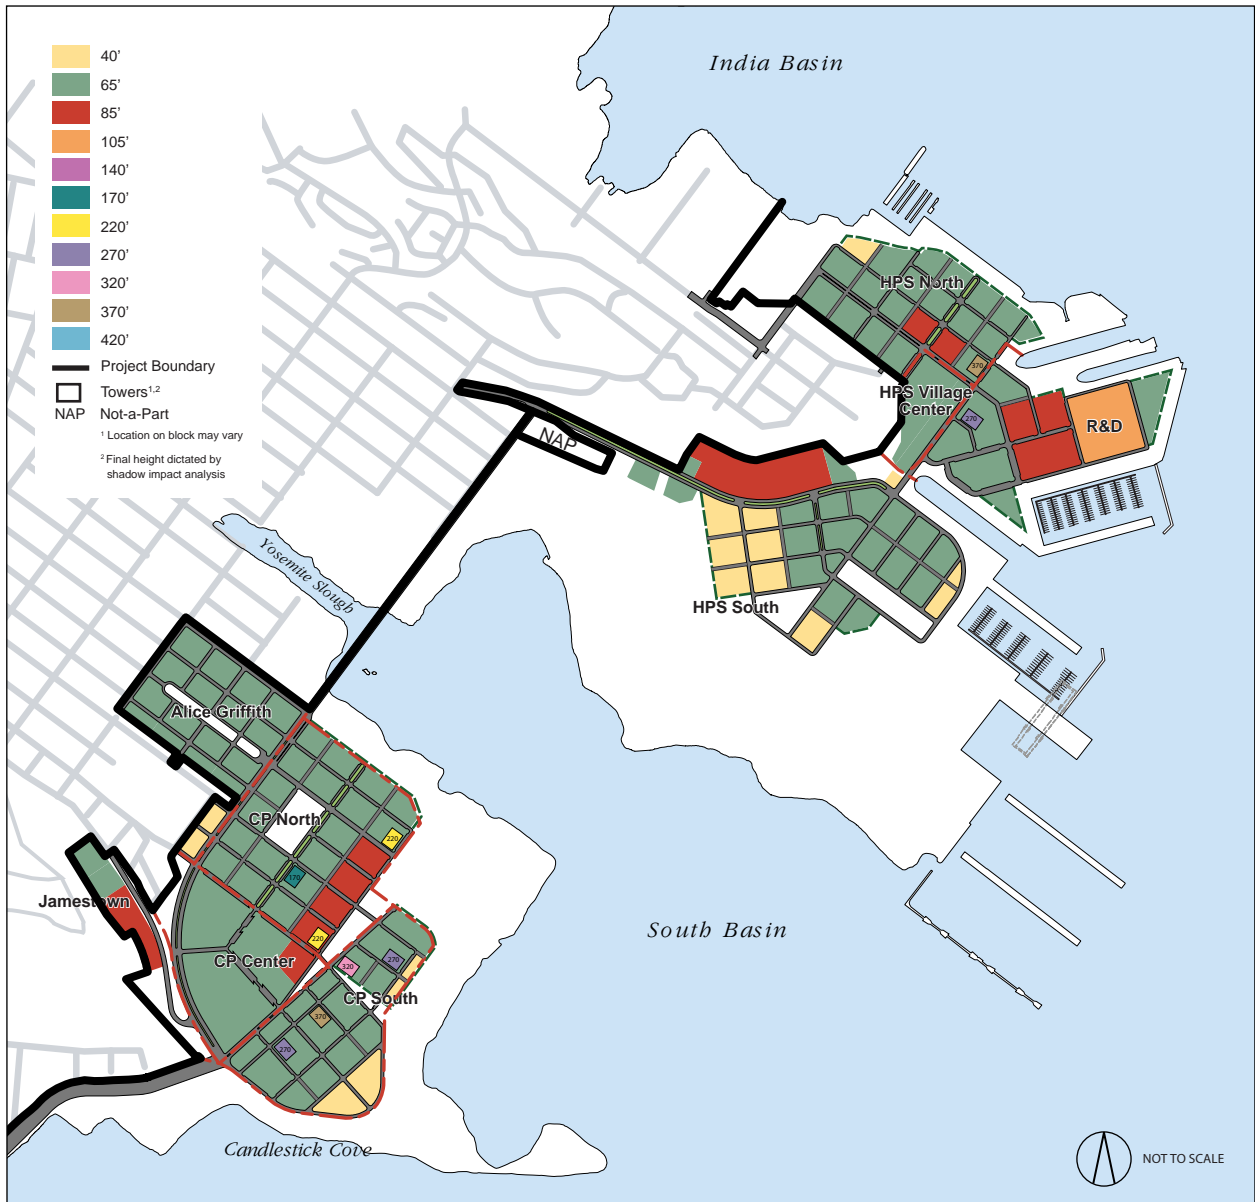 India Basin
40'
65'
85'
105'
140'
170'
220'
270'
320'
370'
420'
Project Boundary
Towers¹,²
NAP Not-a-Part
¹ Location on block may vary
² Final height dictated by
shadow impact analysis
HPS North
370
HPS Village
Center
270
R&D
NAP
Yosemite Slough
HPS South
Alice Griffith
CP North
220
170
Jamestown
220
South Basin
CP Center
270
320
CP South
370
270
Candlestick Cove
NOT TO SCALE